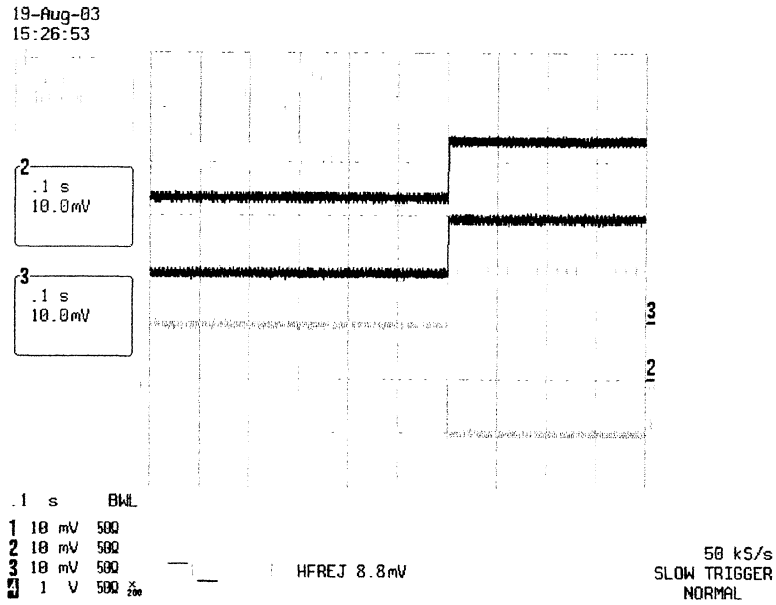 19-Aug-03
15:26:53
2
.1 s
10.0mV
3
.1 s
10.0mV
3
2
.1 s BWL
1 10 mV 50Ω
2 10 mV 50Ω
3 10 mV 50Ω
4 1 V 50Ω
HFREJ 8.8mV
50 kS/s
SLOW TRIGGER
NORMAL